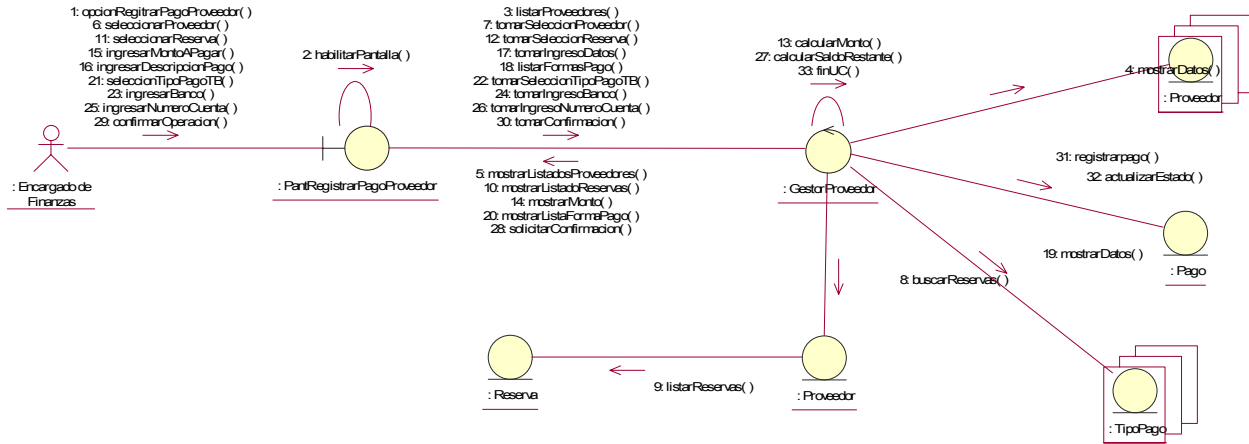 1: opcionRegitrarPagoProveedor( )
6: seleccionarProveedor( )
11: seleccionarReserva( )
15: ingresarMontoAPagar( )
16: ingresarDescripcionPago( )
21: seleccionTipoPagoTB( )
23: ingresarBanco( )
25: ingresarNumeroCuenta( )
29: confirmarOperacion( )
2: habilitarPantalla( )
3: listarProveedores( )
7: tomarSeleccionProveedor( )
12: tomarSeleccionReserva( )
17: tomarIngresoDatos( )
18: listarFormasPago( )
22: tomarSeleccionTipoPagoTB( )
24: tomarIngresoBanco( )
26: tomarIngresoNumeroCuenta( )
30: tomarConfirmacion( )
13: calcularMonto( )
27: calcularSaldoRestante( )
33: finUC( )
4: mostrarDatos( )
: Proveedor
: Encargado de
Finanzas
: PantRegistrarPagoProveedor
5: mostrarListadosProveedores( )
10: mostrarListadoReservas( )
14: mostrarMonto( )
20: mostrarListaFormaPago( )
28: solicitarConfirmacion( )
: GestorProveedor
31: registrarpago( )
32: actualizarEstado( )
19: mostrarDatos( )
: Pago
8: buscarReservas( )
9: listarReservas( )
: Reserva
: Proveedor
: TipoPago